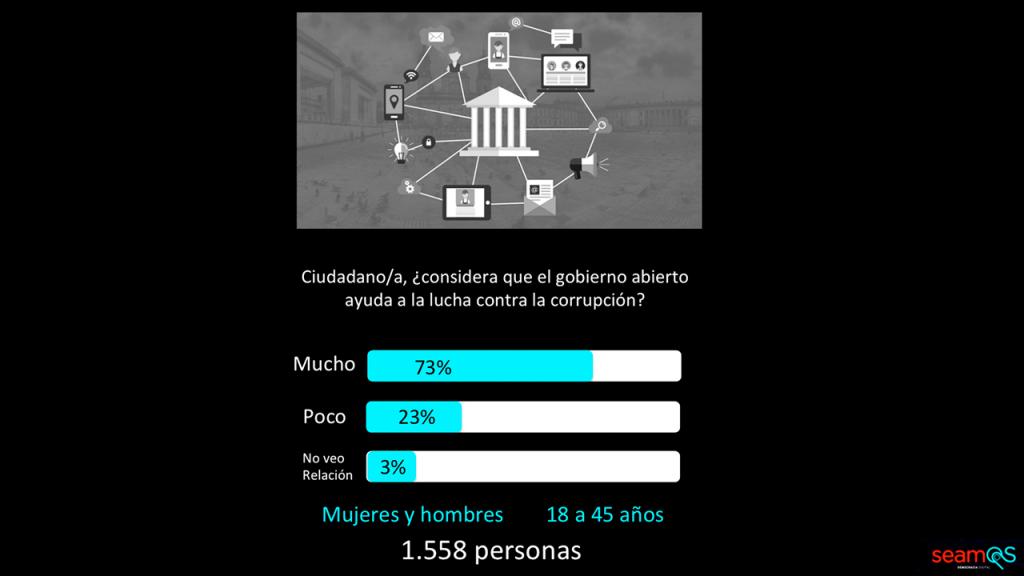 Ciudadano/a, ¿considera que el gobierno abierto
ayuda a la lucha contra la corrupción?
Mucho 73%
Poco 23%
No veo
Relación
3%
Mujeres y hombres 18 a 45 años
1.558 personas
seamOS
DEMOCRACIA DIGITAL